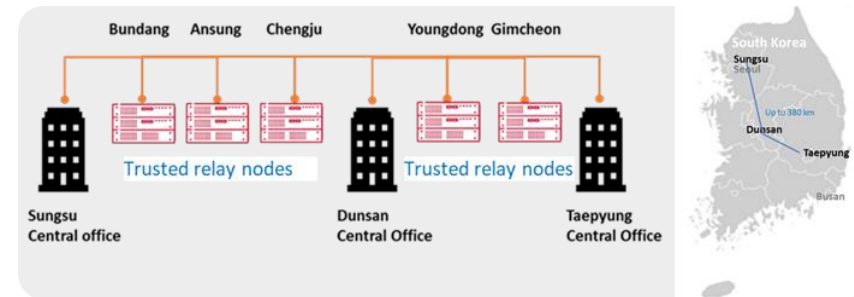 Bundang Ansung Chengju Youngdong Gimcheon
Trusted relay nodes Trusted relay nodes
Sungsu
Central office
Dunsan
Central Office
Taepyung
Central Office
South Korea
Sungsu
Seoul
Up to 380 km
Dunsan
Taepyung
Busan